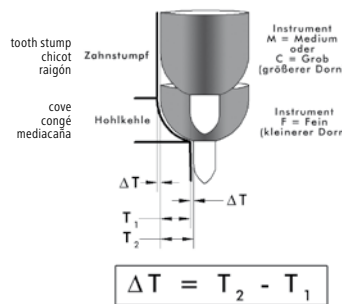 tooth stump
chicot
raigón
Zahnstumpf
Instrument
M = Medium
oder
C = Grob
(größerer Dorn
cove
congé
mediacaña
Hohlkehle
Instrument
F = Fein
(kleinerer Dorn
ΔT
ΔT
T1
T2
ΔT = T2 - T1